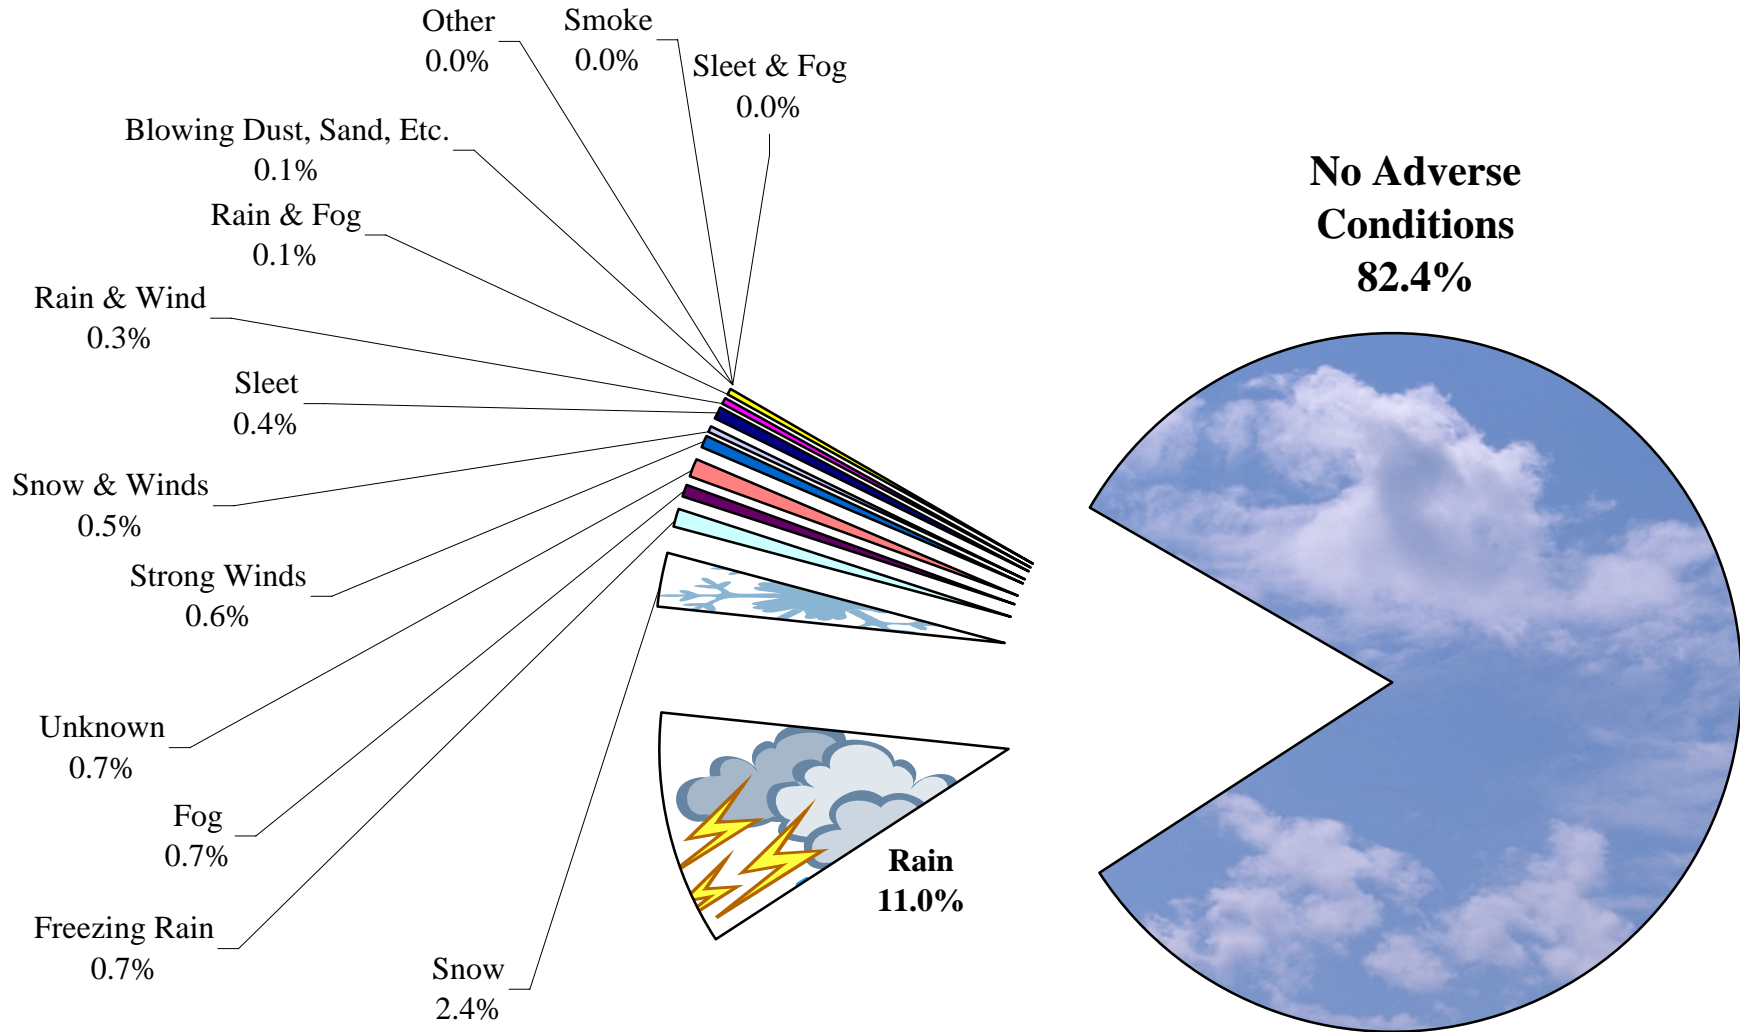 Other
0.0%
Smoke
0.0%
Sleet & Fog
0.0%
Blowing Dust, Sand, Etc.
0.1%
Rain & Fog
0.1%
Rain & Wind
0.3%
Sleet
0.4%
Snow & Winds
0.5%
Strong Winds
0.6%
Unknown
0.7%
Fog
0.7%
Freezing Rain
0.7%
Snow
2.4%
Rain
11.0%
No Adverse
Conditions
82.4%